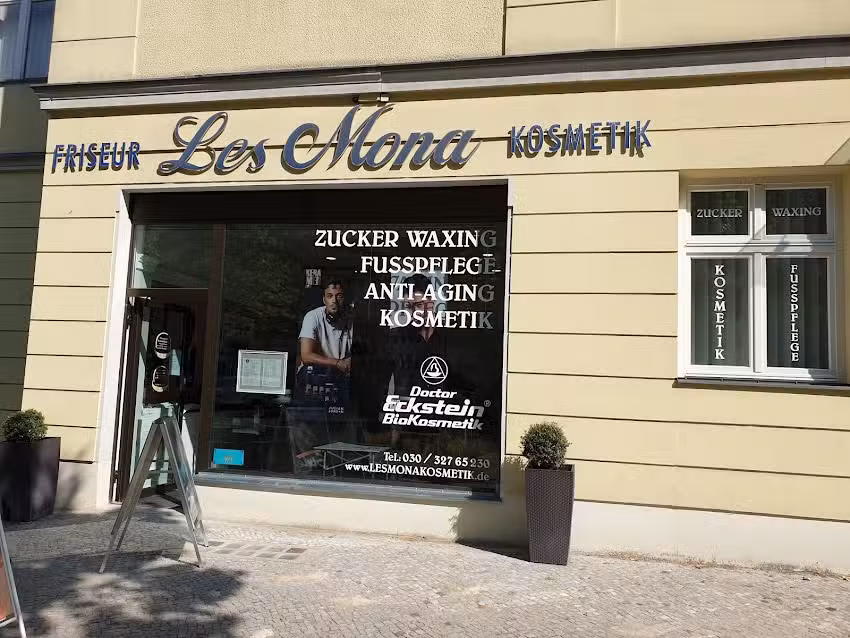 FRISEUR Les Mona KOSMETIK
ZUCKER WAXING
FUSSPFLEGE
ANTI-AGING
KOSMETIK
Doctor
Eckstein®
BioKosmetik
Tel: 030 / 327 65 230
www.LESMONAKOSMETIK.de
ZUCKER WAXING
KOSMETIK
FUSSPFLEGE